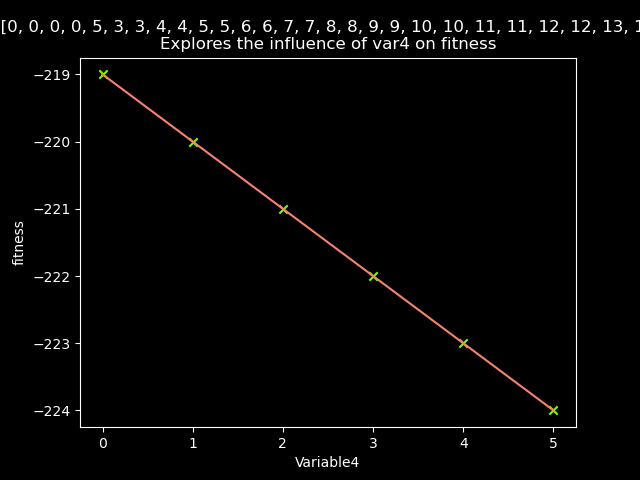 [0, 0, 0, 0, 5, 3, 3, 4, 4, 5, 5, 6, 6, 7, 7, 8, 8, 9, 9, 10, 10, 11, 11, 12, 12, 13, 1
Explores the influence of var4 on fitness
−219
−220
−221
−222
−223
−224
fitness
0 1 2 3 4 5
Variable4